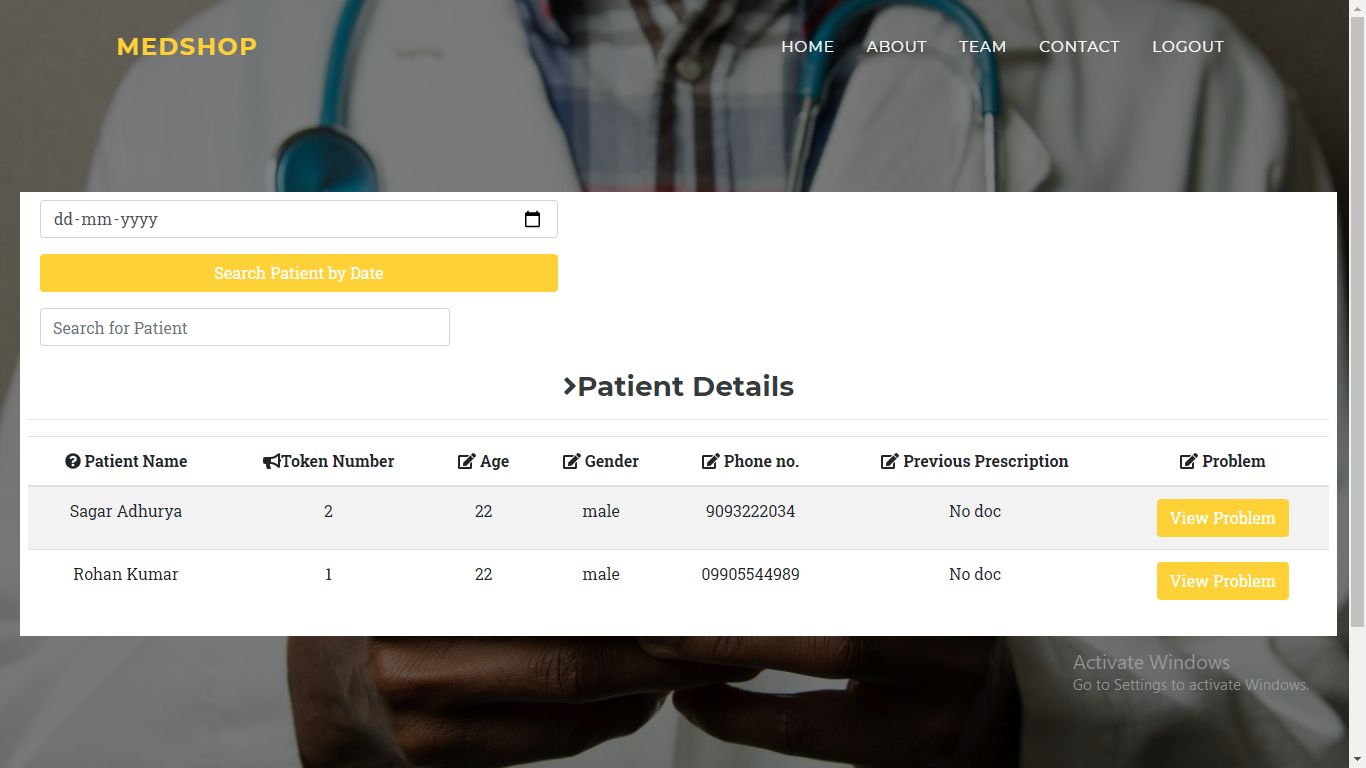 MEDSHOP HOME ABOUT TEAM CONTACT LOGOUT
dd-mm-yyyy
Search Patient by Date
Search for Patient
Patient Details
Patient Name Token Number Age Gender Phone no. Previous Prescription Problem
Sagar Adhurya 2 22 male 9093222034 No doc View Problem
Rohan Kumar 1 22 male 09905544989 No doc View Problem
Activate Windows
Go to Settings to activate Windows.